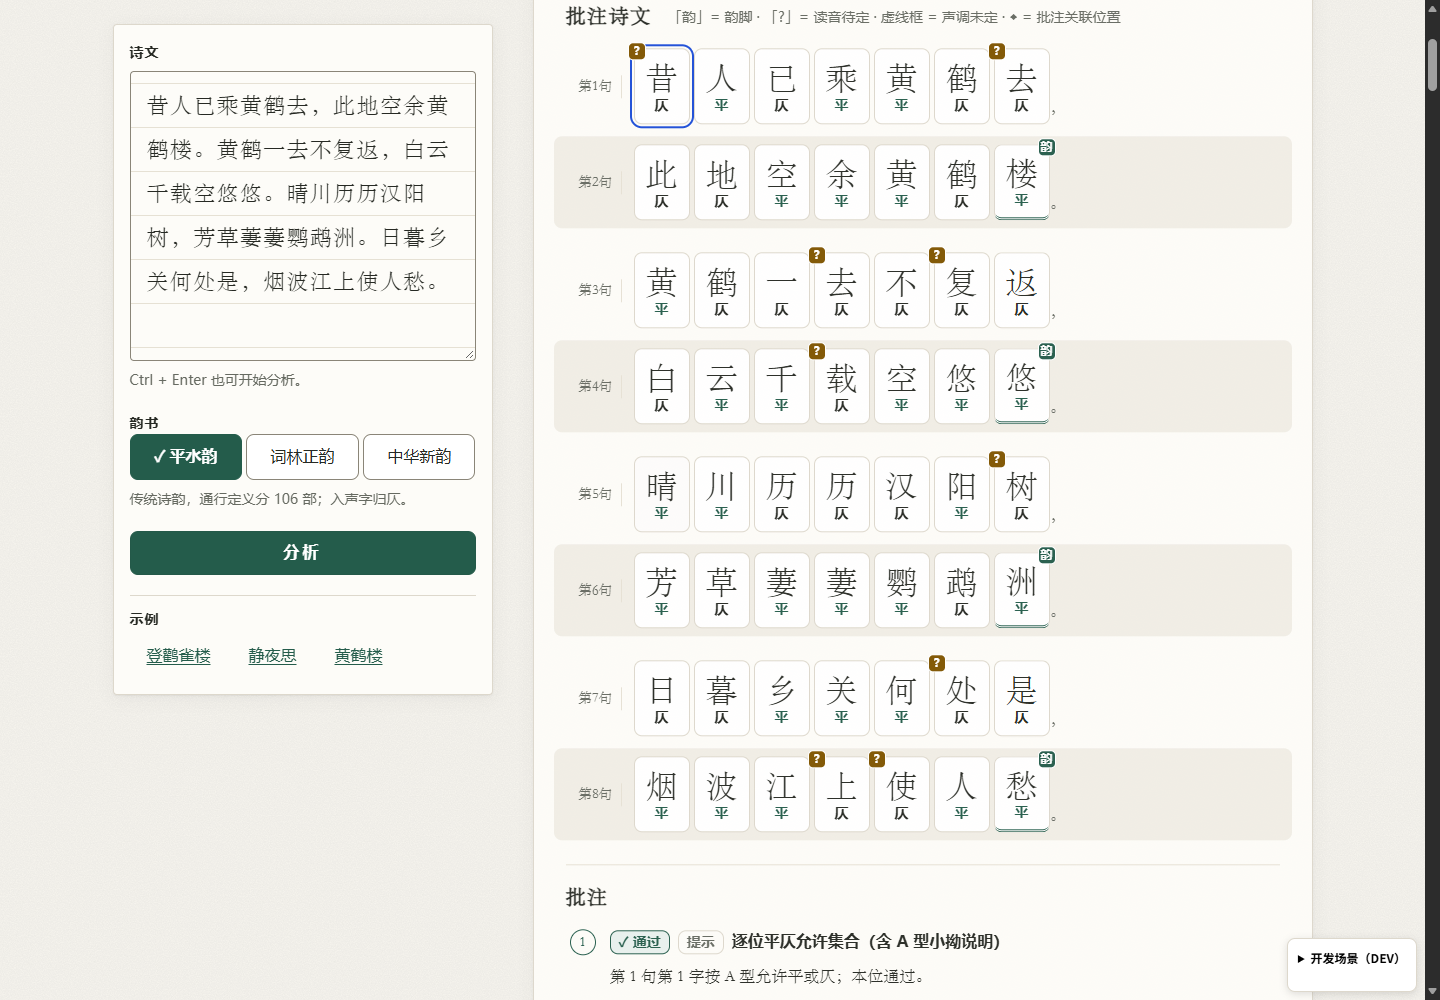 诗文
昔人已乘黄鹤去，此地空余黄
鹤楼。黄鹤一去不复返，白云
千载空悠悠。晴川历历汉阳
树，芳草萋萋鹦鹉洲。日暮乡
关何处是，烟波江上使人愁。
Ctrl + Enter 也可开始分析。
韵书
✓ 平水韵
词林正韵
中华新韵
传统诗韵，通行定义分 106 部；入声字归仄。
分析
示例
登鹳雀楼
静夜思
黄鹤楼
批注诗文 「韵」= 韵脚 · 「?」= 读音待定 · 虚线框 = 声调未定 · ◆ = 批注关联位置
? ?
第1句 昔 人 已 乘 黄 鹤 去 ，
仄 平 仄 平 平 仄 仄
韵
第2句 此 地 空 余 黄 鹤 楼 。
仄 仄 平 平 平 仄 平
? ?
第3句 黄 鹤 一 去 不 复 返 ，
平 仄 仄 仄 仄 仄 仄
? 韵
第4句 白 云 千 载 空 悠 悠 。
仄 平 平 仄 平 平 平
?
第5句 晴 川 历 历 汉 阳 树 ，
平 平 仄 仄 仄 平 仄
韵
第6句 芳 草 萋 萋 鹦 鹉 洲 。
平 仄 平 平 平 仄 平
?
第7句 日 暮 乡 关 何 处 是 ，
仄 仄 平 平 平 仄 仄
? ? 韵
第8句 烟 波 江 上 使 人 愁 。
平 平 平 仄 仄 平 平
批注
1 ✓ 通过 提示 逐位平仄允许集合（含 A 型小拗说明）
第 1 句第 1 字按 A 型允许平或仄；本位通过。
▶ 开发场景（DEV）